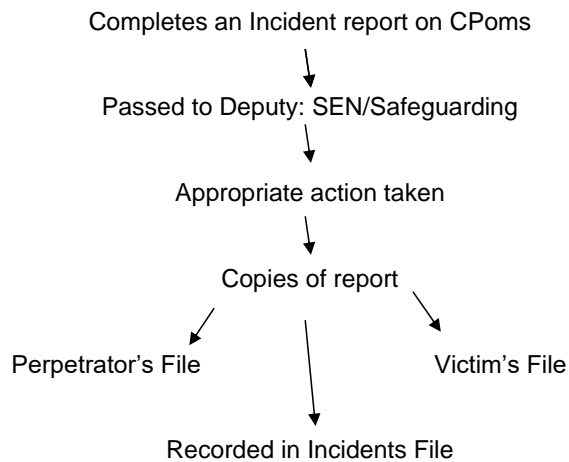 Completes an Incident report on CPoms
Passed to Deputy: SEN/Safeguarding
Appropriate action taken
Copies of report
Perpetrator’s File
Victim’s File
Recorded in Incidents File